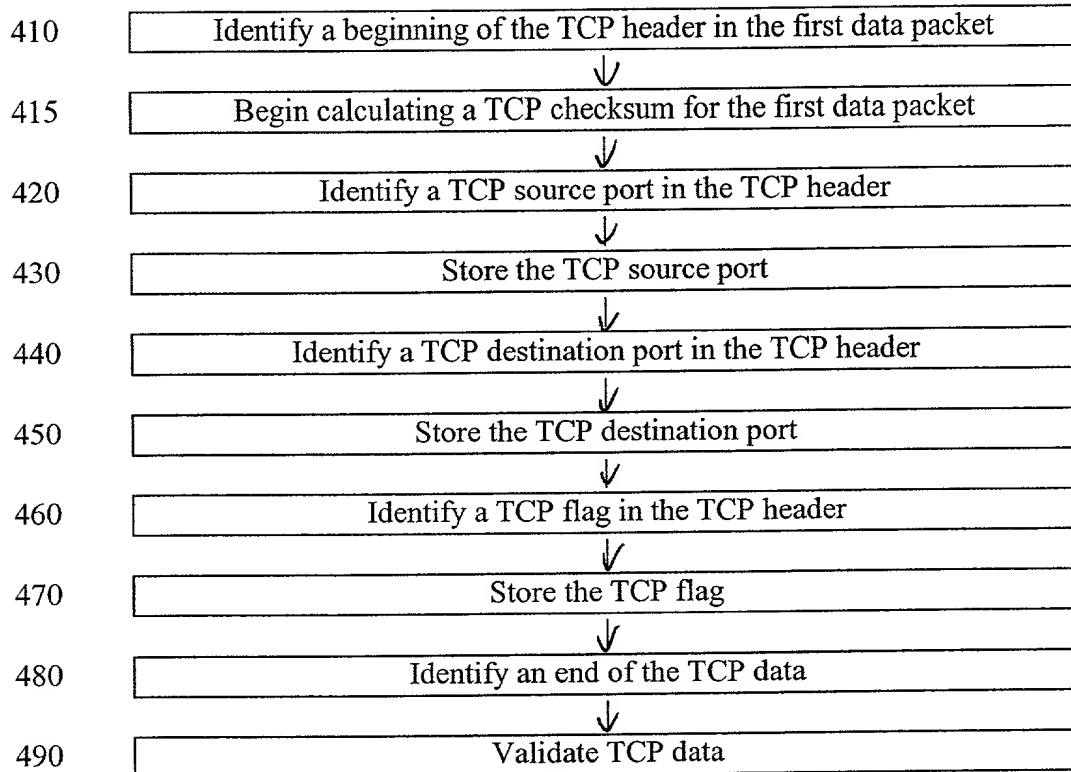 410 Identify a beginning of the TCP header in the first data packet
415 Begin calculating a TCP checksum for the first data packet
420 Identify a TCP source port in the TCP header
430 Store the TCP source port
440 Identify a TCP destination port in the TCP header
450 Store the TCP destination port
460 Identify a TCP flag in the TCP header
470 Store the TCP flag
480 Identify an end of the TCP data
490 Validate TCP data